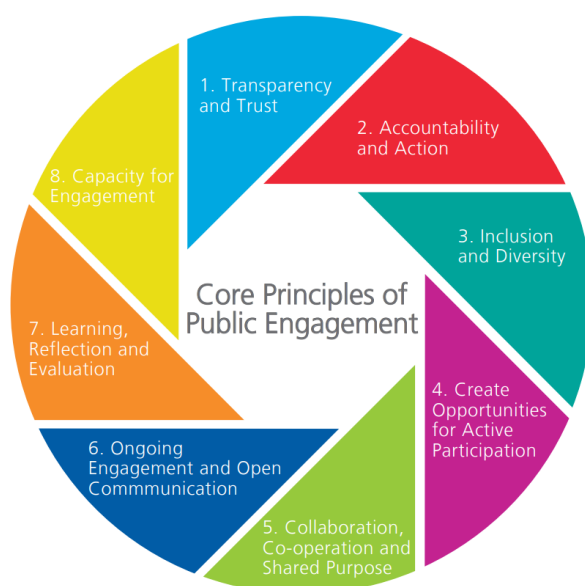 1. Transparency
and Trust
2. Accountability
and Action
3. Inclusion
and Diversity
4. Create
Opportunities
for Active
Participation
5. Collaboration,
Co-operation and
Shared Purpose
6. Ongoing
Engagement and Open
Commmunication
7. Learning,
Reflection and
Evaluation
8. Capacity for
Engagement
Core Principles of
Public Engagement